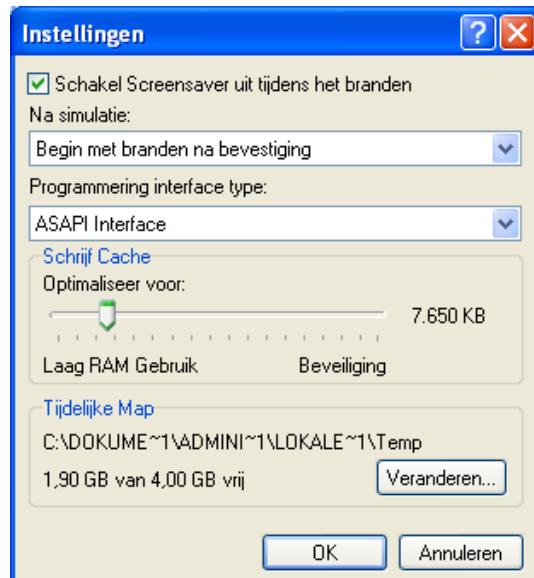 Instellingen
Schakel Screensaver uit tijdens het branden
Na simulatie:
Begin met branden na bevestiging
Programmering interface type:
ASAPI Interface
Schrijf Cache
Optimaliseer voor:
7.650 KB
Laag RAM Gebruik Beveiliging
Tijdelijke Map
C:\DOKUME~1\ADMINI~1\LOKALE~1\Temp
1,90 GB van 4,00 GB vrij Veranderen...
OK Annuleren